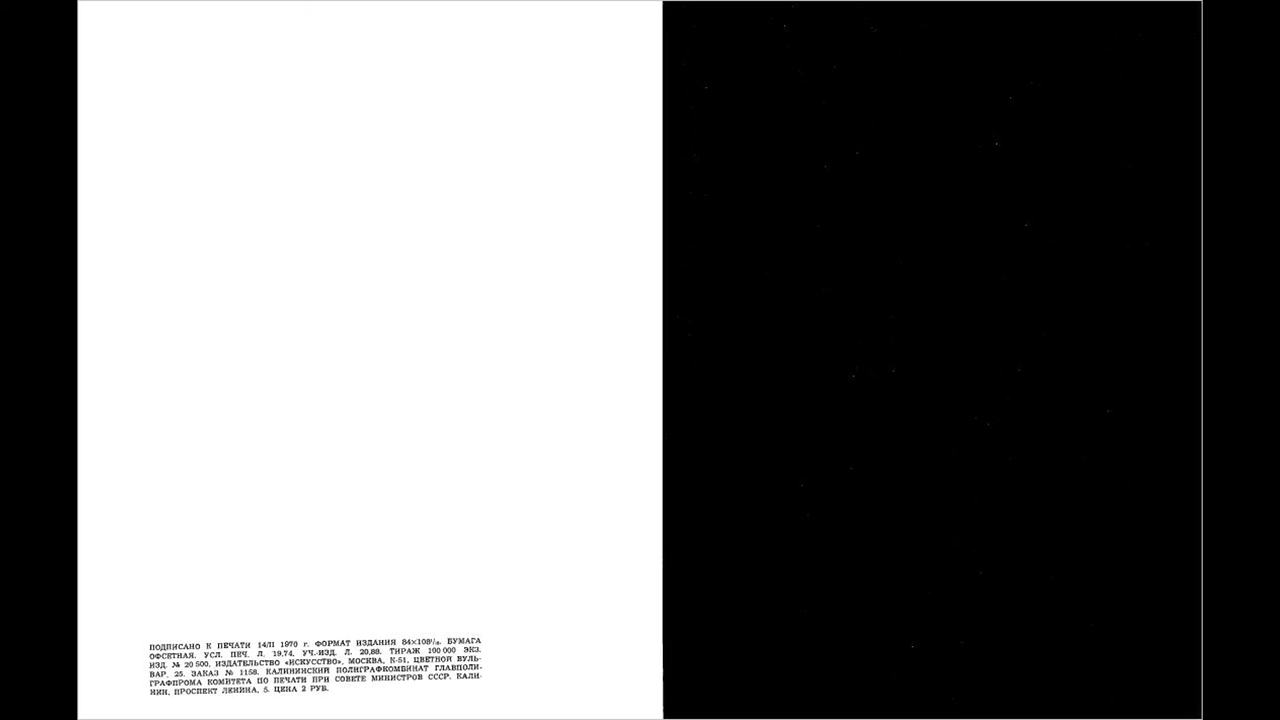 ПОДПИСАНО К ПЕЧАТИ 14/II 1970 г. ФОРМАТ ИЗДАНИЯ 84×108¹/₁₆. БУМАГА
ОФСЕТНАЯ. УСЛ. ПЕЧ. Л. 19,74. УЧ.-ИЗД. Л. 20,88. ТИРАЖ 100 000 ЭКЗ.
ИЗД. № 20 500. ИЗДАТЕЛЬСТВО «ИСКУССТВО», МОСКВА, К-51, ЦВЕТНОЙ БУЛЬ-
ВАР, 25. ЗАКАЗ № 1158. КАЛИНИНСКИЙ ПОЛИГРАФКОМБИНАТ ГЛАВПОЛИ-
ГРАФПРОМА КОМИТЕТА ПО ПЕЧАТИ ПРИ СОВЕТЕ МИНИСТРОВ СССР. КАЛИ-
НИН, ПРОСПЕКТ ЛЕНИНА, 5. ЦЕНА 2 РУБ.